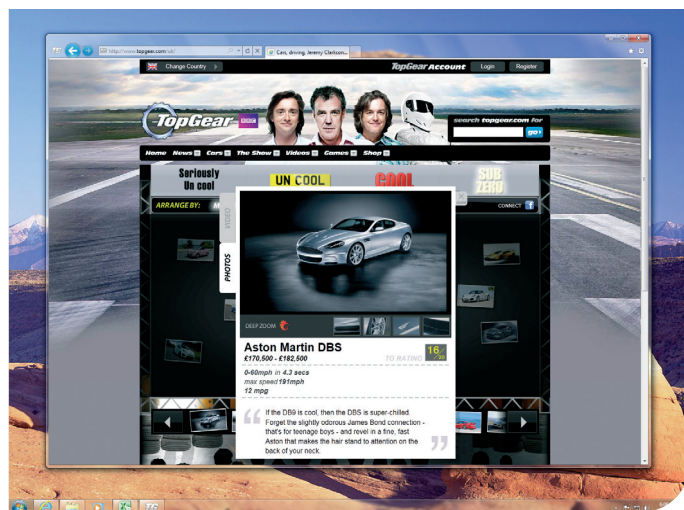 http://www.topgear.com/uk/
Cars, driving, Jeremy Clarkson...
Change Country
TopGear Account
Login
Register
TopGear
BBC
search topgear.com for
go
Home News Cars The Show Videos Games Shop
Seriously
Un cool
UN COOL
COOL
SUB
ZERO
ARRANGE BY:
CONNECT
VIDEO
PHOTOS
DEEP ZOOM
Aston Martin DBS
£170,500 - £182,500
TG RATING
16/20
0-60mph in 4.3 secs
max speed 191mph
12 mpg
If the DB9 is cool, then the DBS is super-chilled.
Forget the slightly odorous James Bond connection -
that's for teenage boys - and revel in a fine, fast
Aston that makes the hair stand to attention on the
back of your neck.
TG